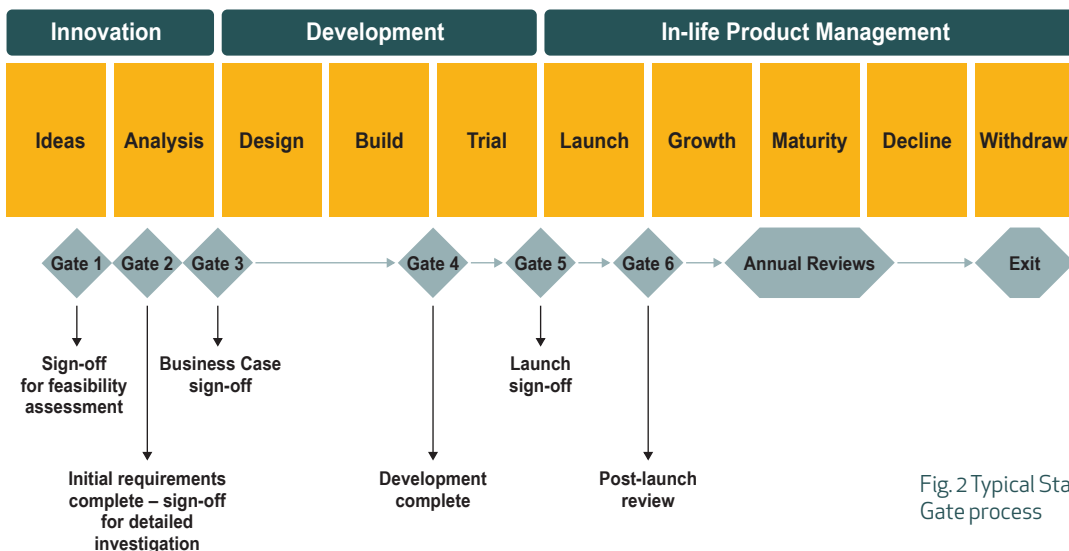 Innovation
Development
In-life Product Management
Ideas
Analysis
Design
Build
Trial
Launch
Growth
Maturity
Decline
Withdraw
Gate 1
Gate 2
Gate 3
Gate 4
Gate 5
Gate 6
Annual Reviews
Exit
Sign-off
for feasibility
assessment
Business Case
sign-off
Launch
sign-off
Initial requirements
complete – sign-off
for detailed
investigation
Development
complete
Post-launch
review
Fig. 2 Typical Sta
Gate process